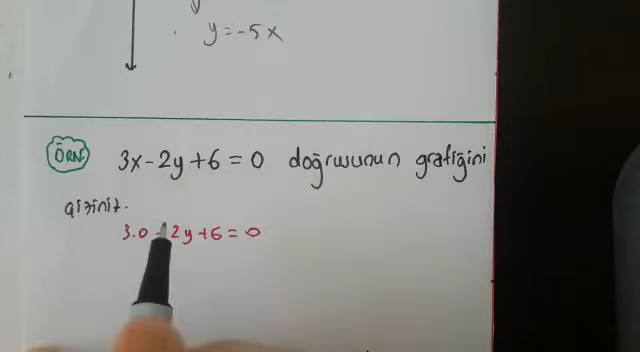 y = -5x
ÖRN. 3x - 2y + 6 = 0 doğrusunun grafiğini
çiziniz.
3.0 - 2y + 6 = 0